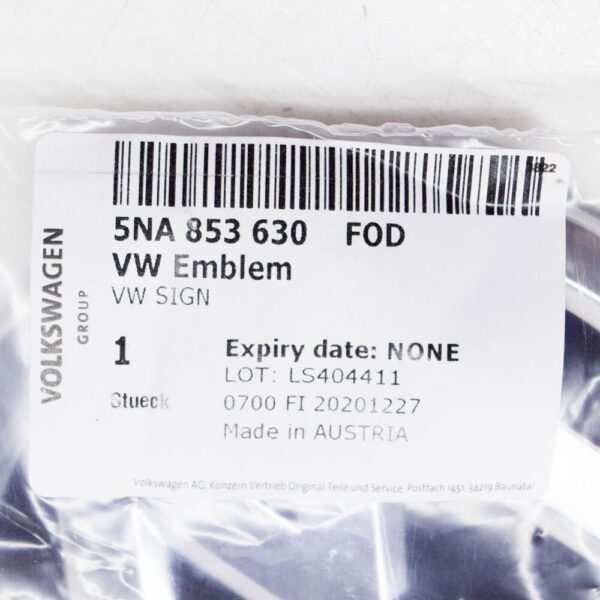 5822
5NA 853 630 FOD
VW Emblem
VW SIGN
VOLKSWAGEN
GROUP
1
Stueck
Expiry date: NONE
LOT: LS404411
0700 FI 20201227
Made in AUSTRIA
Volkswagen AG, Konzern Vertrieb Original Teile und Service. Postfach 1451, 34219 Baunatal